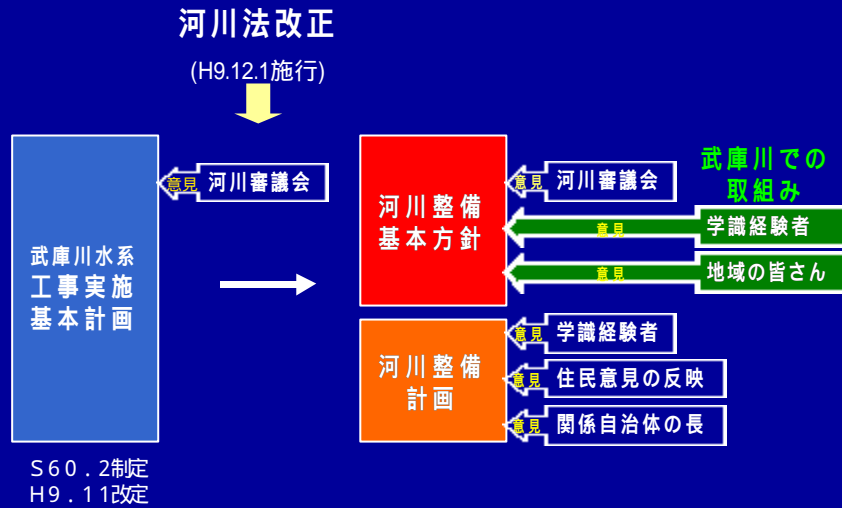 河川法改正
(H9.12.1施行)
意見 河川審議会
武庫川水系
工事実施
基本計画
S60.2制定
H9.11改定
河川整備
基本方針
意見 河川審議会
武庫川での
取組み
意見 学識経験者
意見 地域の皆さん
河川整備
計画
意見 学識経験者
意見 住民意見の反映
意見 関係自治体の長